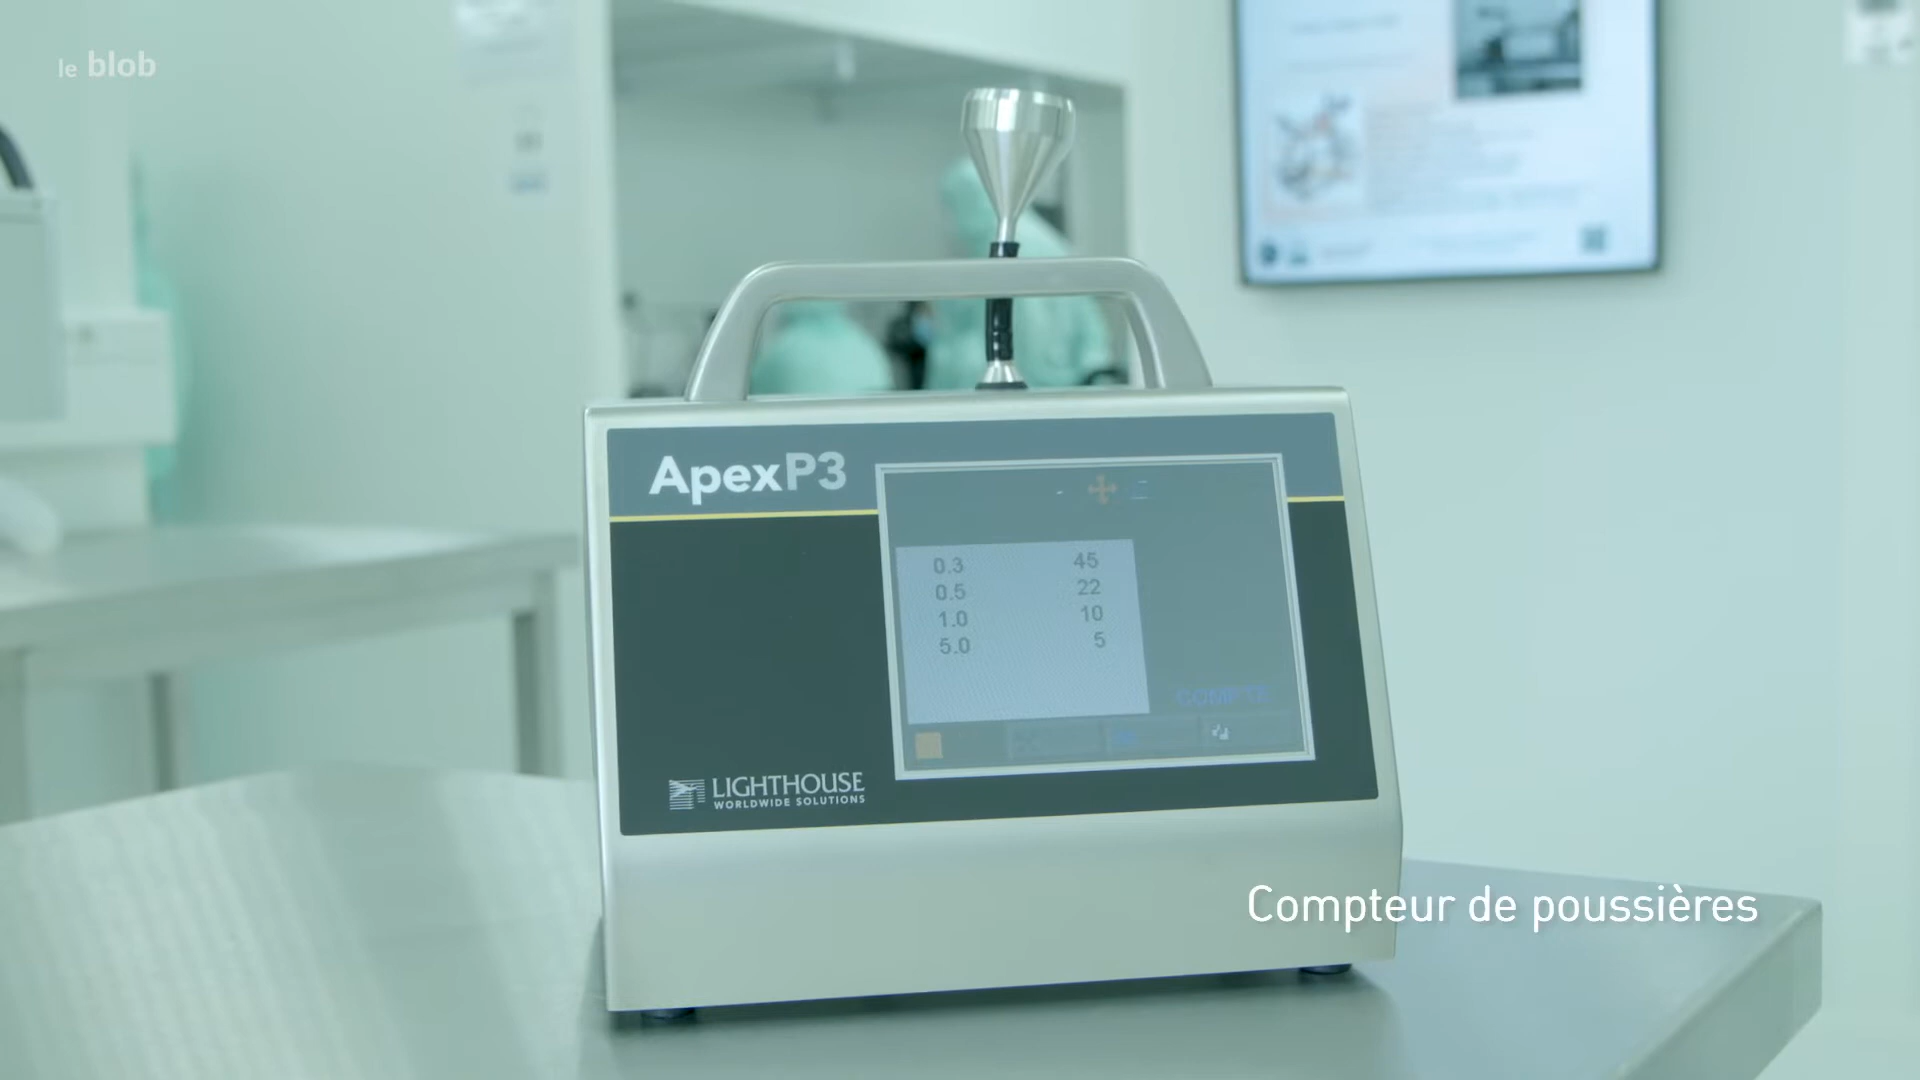 le blob
ApexP3
0.3 45
0.5 22
1.0 10
5.0 5
COMPTE
LIGHTHOUSE
WORLDWIDE SOLUTIONS
Compteur de poussières